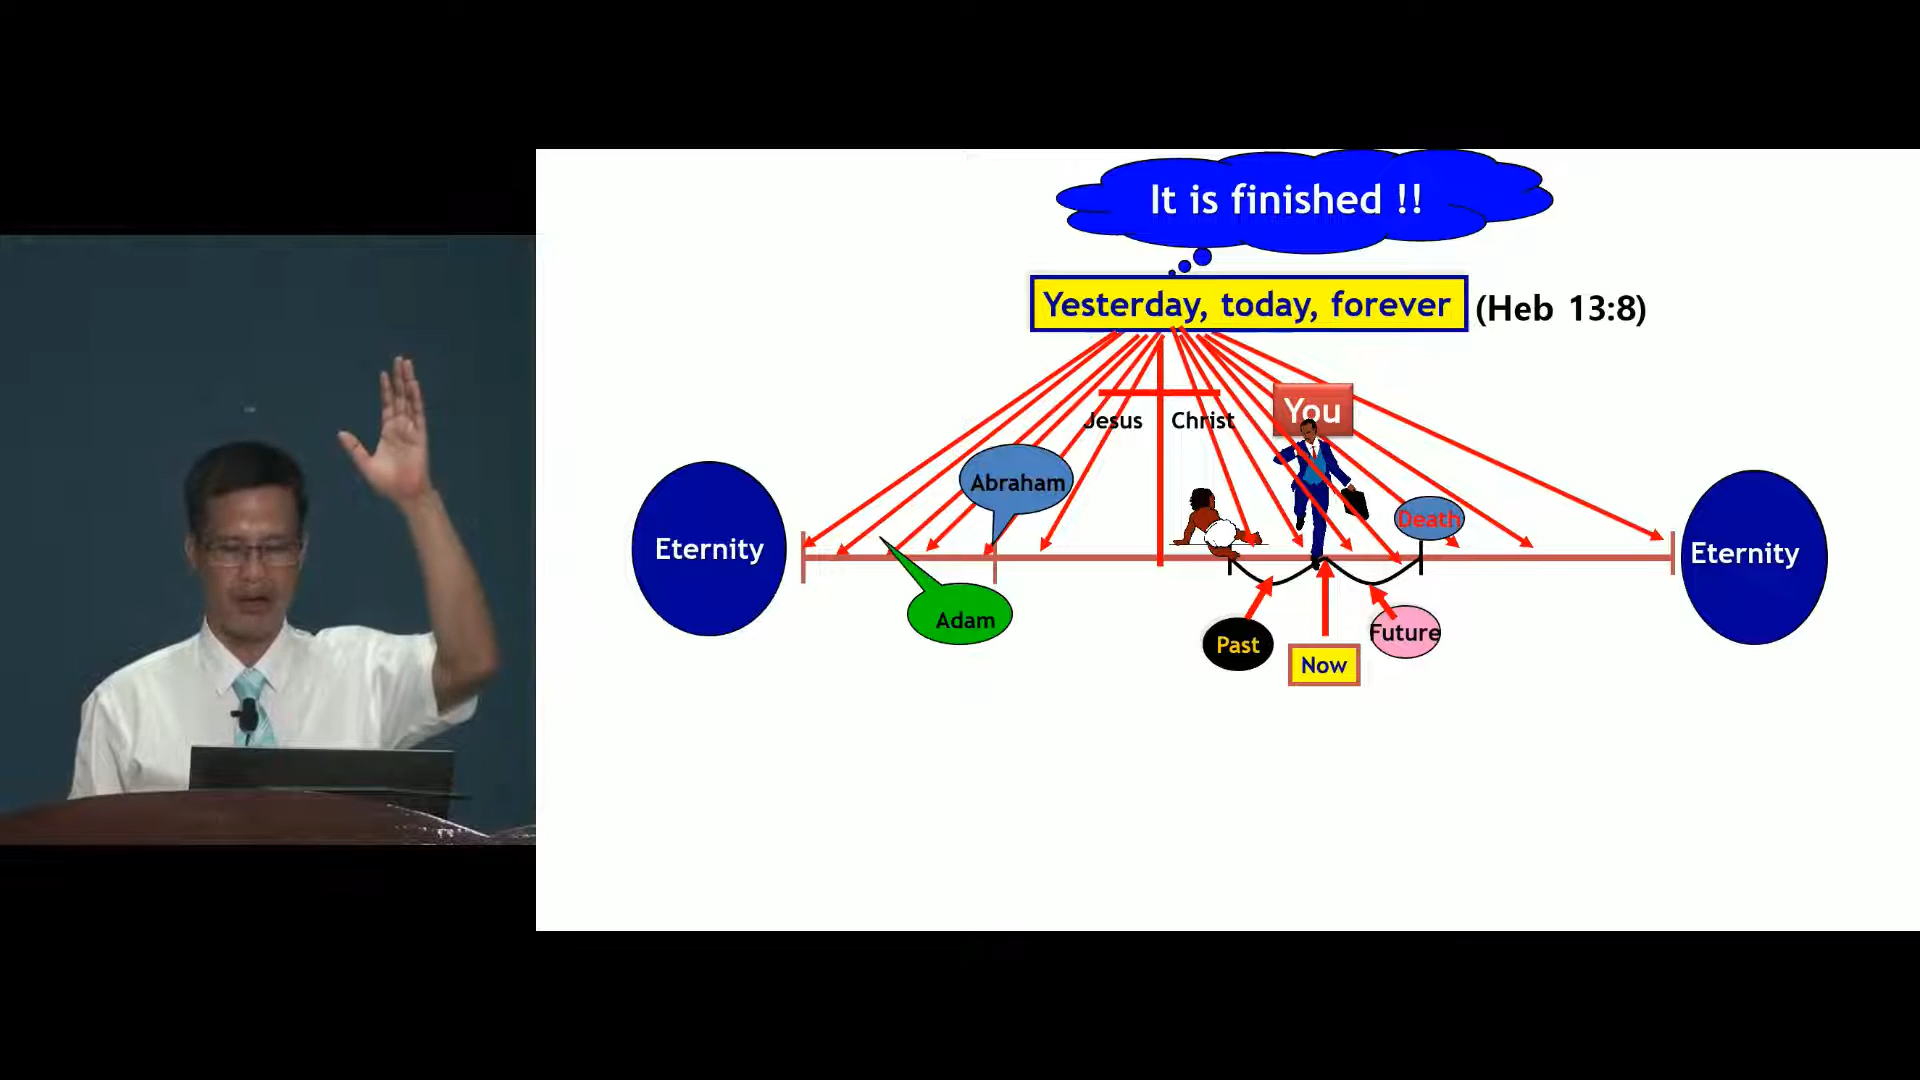 It is finished !!
Yesterday, today, forever (Heb 13:8)
Jesus Christ
You
Abraham
Death
Eternity
Eternity
Adam
Past
Now
Future